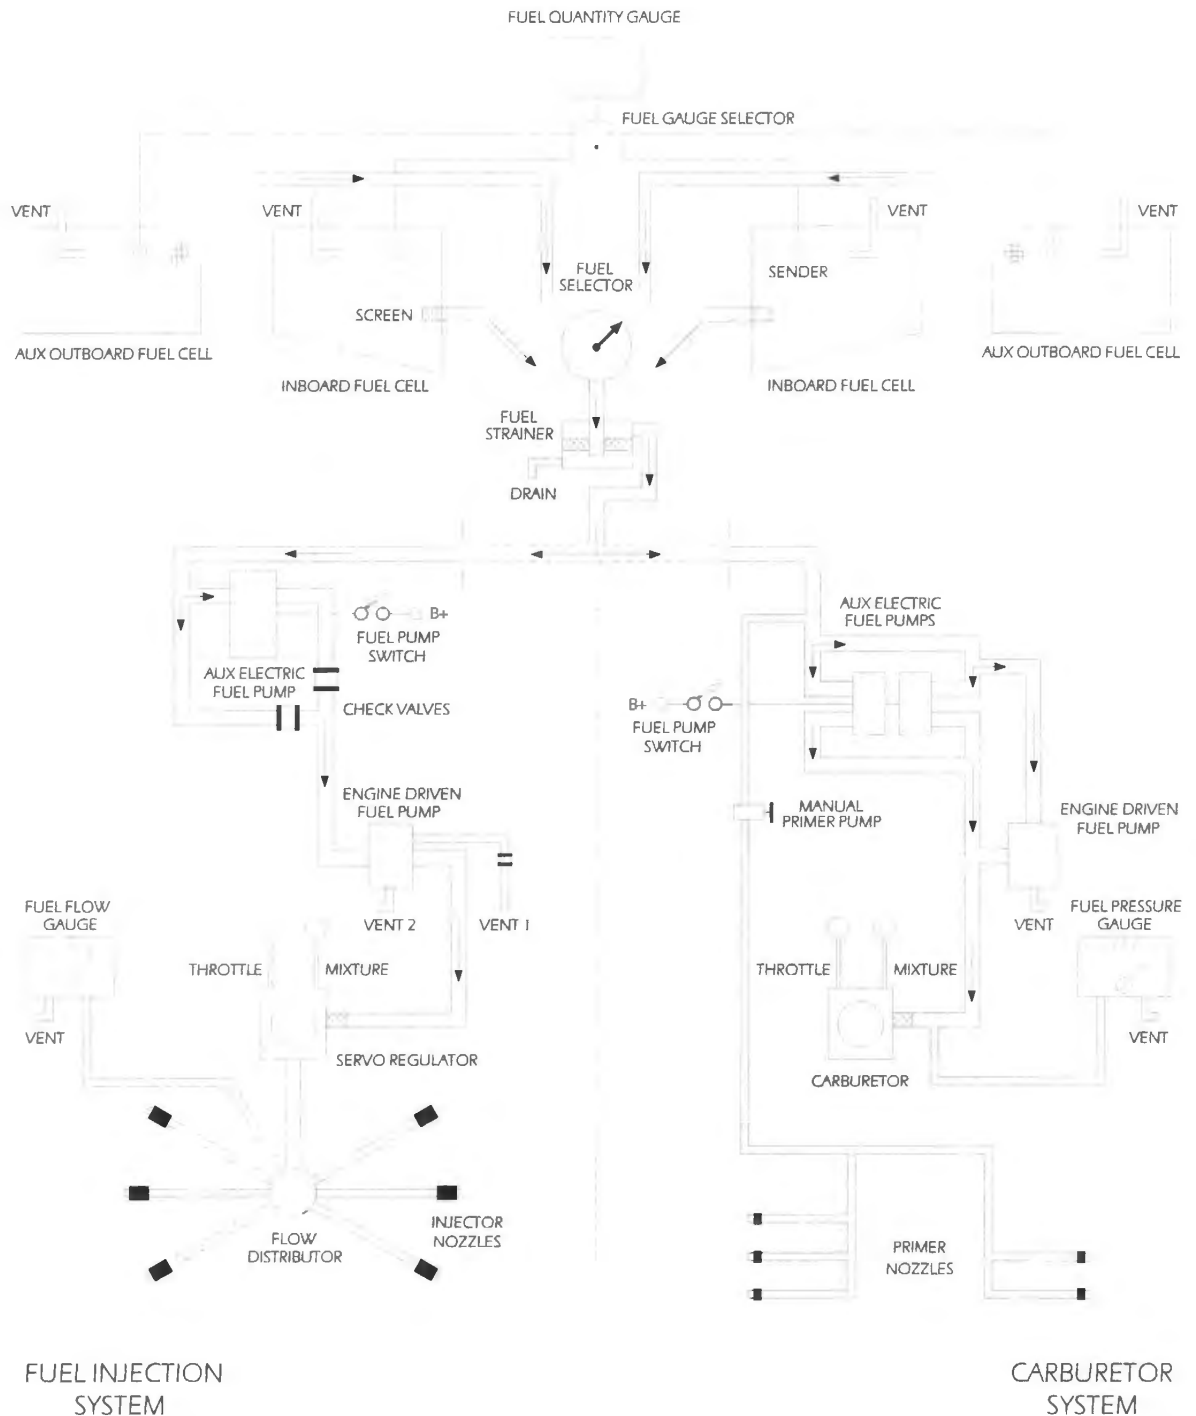 FUEL QUANTITY GAUGE
FUEL GAUGE SELECTOR
VENT
VENT
VENT
VENT
FUEL
SELECTOR
SENDER
SCREEN
AUX OUTBOARD FUEL CELL
AUX OUTBOARD FUEL CELL
INBOARD FUEL CELL
INBOARD FUEL CELL
FUEL
STRAINER
DRAIN
B+
FUEL PUMP
SWITCH
AUX ELECTRIC
FUEL PUMP
CHECK VALVES
AUX ELECTRIC
FUEL PUMPS
B+
FUEL PUMP
SWITCH
ENGINE DRIVEN
FUEL PUMP
MANUAL
PRIMER PUMP
ENGINE DRIVEN
FUEL PUMP
FUEL FLOW
GAUGE
VENT 2
VENT 1
VENT
FUEL PRESSURE
GAUGE
THROTTLE
MIXTURE
THROTTLE
MIXTURE
VENT
SERVO REGULATOR
VENT
CARBURETOR
FLOW
DISTRIBUTOR
INJECTOR
NOZZLES
PRIMER
NOZZLES
FUEL INJECTION
SYSTEM
CARBURETOR
SYSTEM